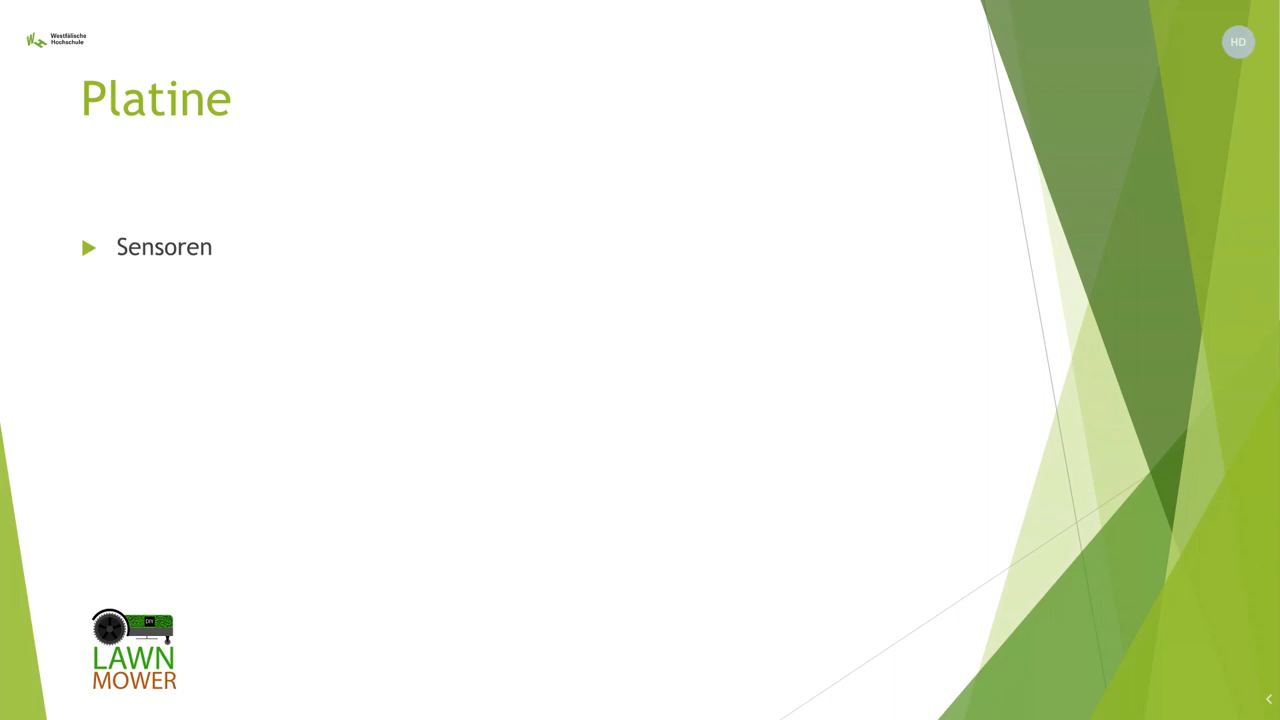 Westfälische
Hochschule
HD
Platine
Sensoren
DIY
LAWN
MOWER